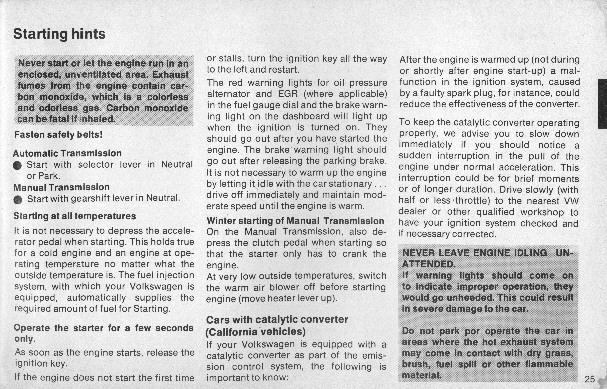 Starting hints
Never start or let the engine run in an
enclosed, unventilated area. Exhaust
fumes from the engine contain car-
bon monoxide, which is a colorless
and odorless gas. Carbon monoxide
can be fatal if inhaled.
Fasten safety belts!
Automatic Transmission
● Start with selector lever in Neutral
or Park.
Manual Transmission
● Start with gearshift lever in Neutral.
Starting at all temperatures
It is not necessary to depress the accele-
rator pedal when starting. This holds true
for a cold engine and an engine at ope-
rating temperature no matter what the
outside temperature is. The fuel injection
system, with which your Volkswagen is
equipped, automatically supplies the
required amount of fuel for Starting.
Operate the starter for a few seconds
only.
As soon as the engine starts, release the
ignition key.
If the engine does not start the first time
or stalls, turn the ignition key all the way
to the left and restart.
The red warning lights for oil pressure
alternator and EGR (where applicable)
in the fuel gauge dial and the brake warn-
ing light on the dashboard will light up
when the ignition is turned on. They
should go out after you have started the
engine. The brake warning light should
go out after releasing the parking brake.
It is not necessary to warm up the engine
by letting it idle with the car stationary . . .
drive off immediately and maintain mod-
erate speed until the engine is warm.
Winter starting of Manual Transmission
On the Manual Transmission, also de-
press the clutch pedal when starting so
that the starter only has to crank the
engine.
At very low outside temperatures, switch
the warm air blower off before starting
engine (move heater lever up).
Cars with catalytic converter
(California vehicles)
If your Volkswagen is equipped with a
catalytic converter as part of the emis-
sion control system, the following is
important to know:
After the engine is warmed up (not during
or shortly after engine start-up) a mal-
function in the ignition system, caused
by a faulty spark plug, for instance, could
reduce the effectiveness of the converter.
To keep the catalytic converter operating
properly, we advise you to slow down
immediately if you should notice a
sudden interruption in the pull of the
engine under normal acceleration. This
interruption could be for brief moments
or of longer duration. Drive slowly (with
half or less throttle) to the nearest VW
dealer or other qualified workshop to
have your ignition system checked and
if necessary corrected.
NEVER LEAVE ENGINE IDLING UN-
ATTENDED.
If warning lights should come on
to indicate improper operation, they
would go unheeded. This could result
in severe damage to the car.
Do not park por operate the car in
areas where the hot exhaust system
may come in contact with dry grass,
brush, fuel spill or other flammable
material.
25